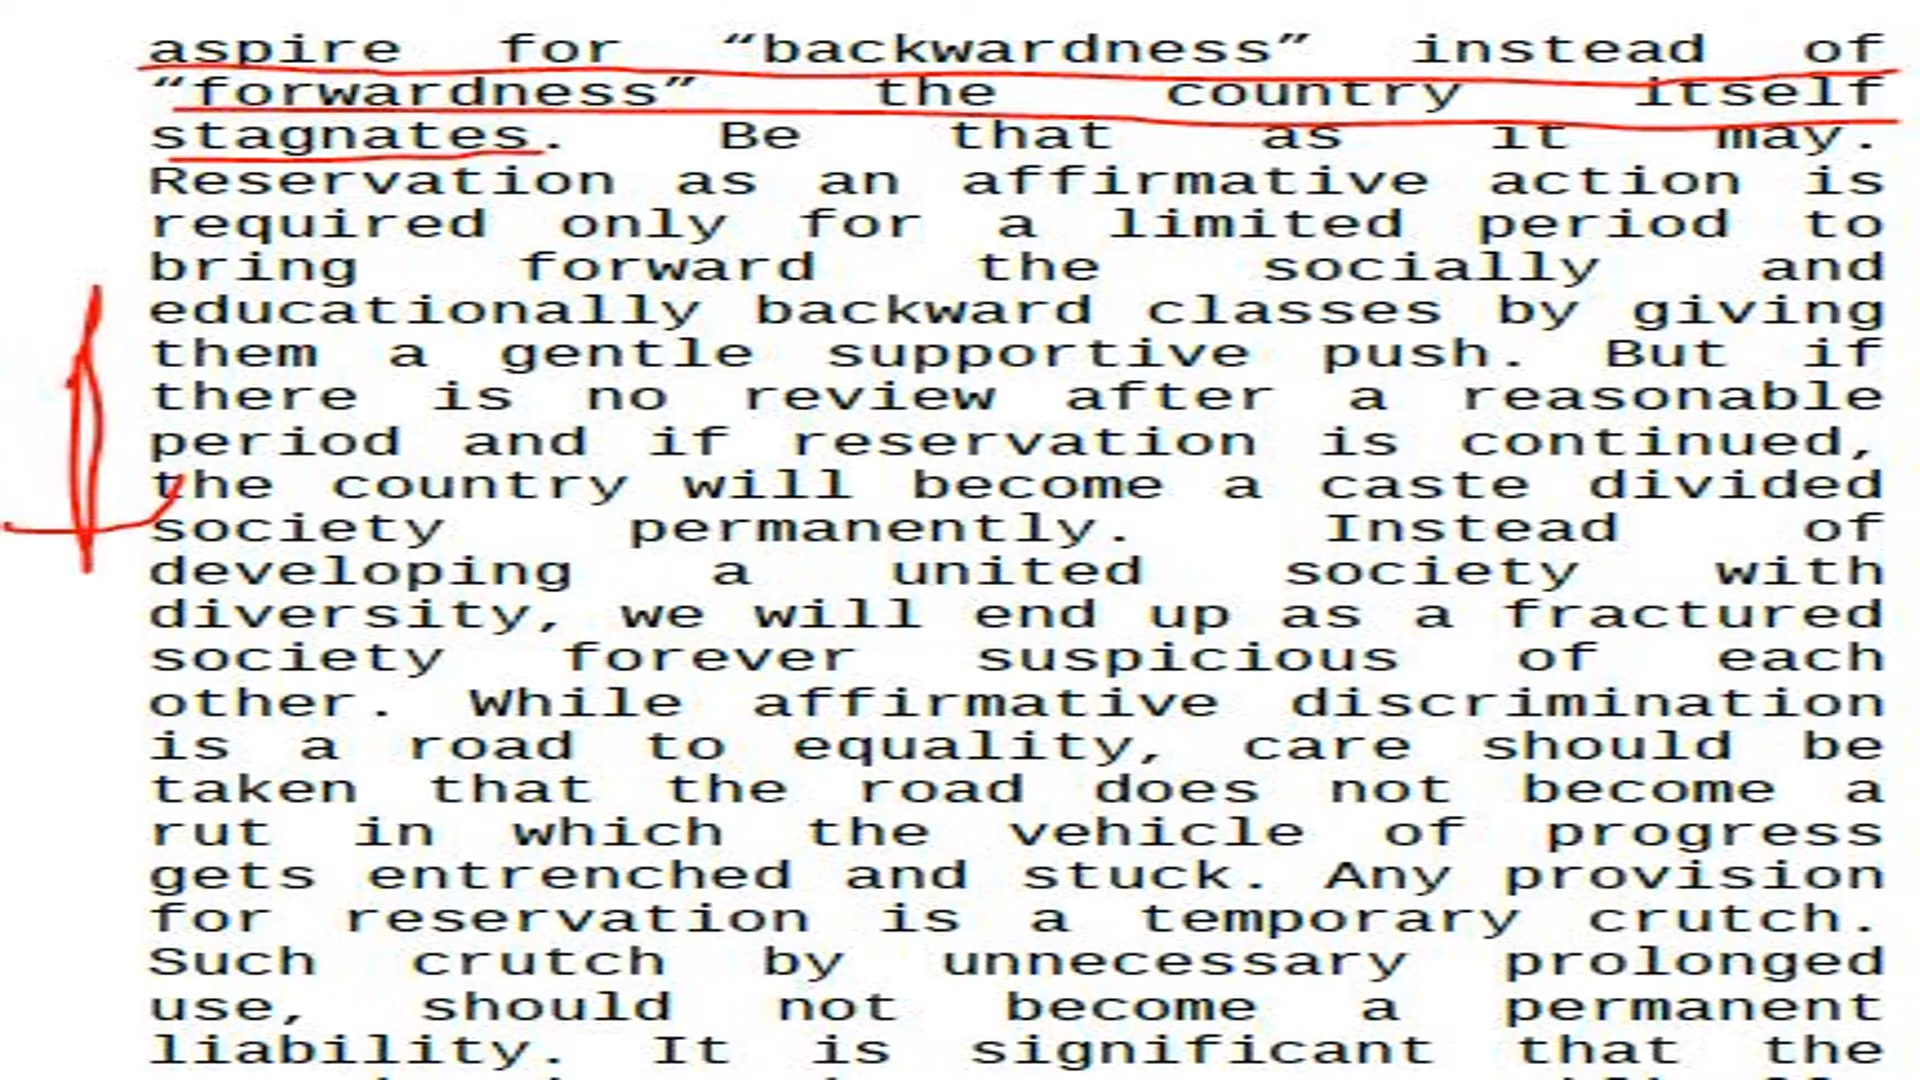 aspire for “backwardness” instead of
“forwardness” the country itself
stagnates. Be that as it may.
Reservation as an affirmative action is
required only for a limited period to
bring forward the socially and
educationally backward classes by giving
them a gentle supportive push. But if
there is no review after a reasonable
period and if reservation is continued,
the country will become a caste divided
society permanently. Instead of
developing a united society with
diversity, we will end up as a fractured
society forever suspicious of each
other. While affirmative discrimination
is a road to equality, care should be
taken that the road does not become a
rut in which the vehicle of progress
gets entrenched and stuck. Any provision
for reservation is a temporary crutch.
Such crutch by unnecessary prolonged
use, should not become a permanent
liability. It is significant that the